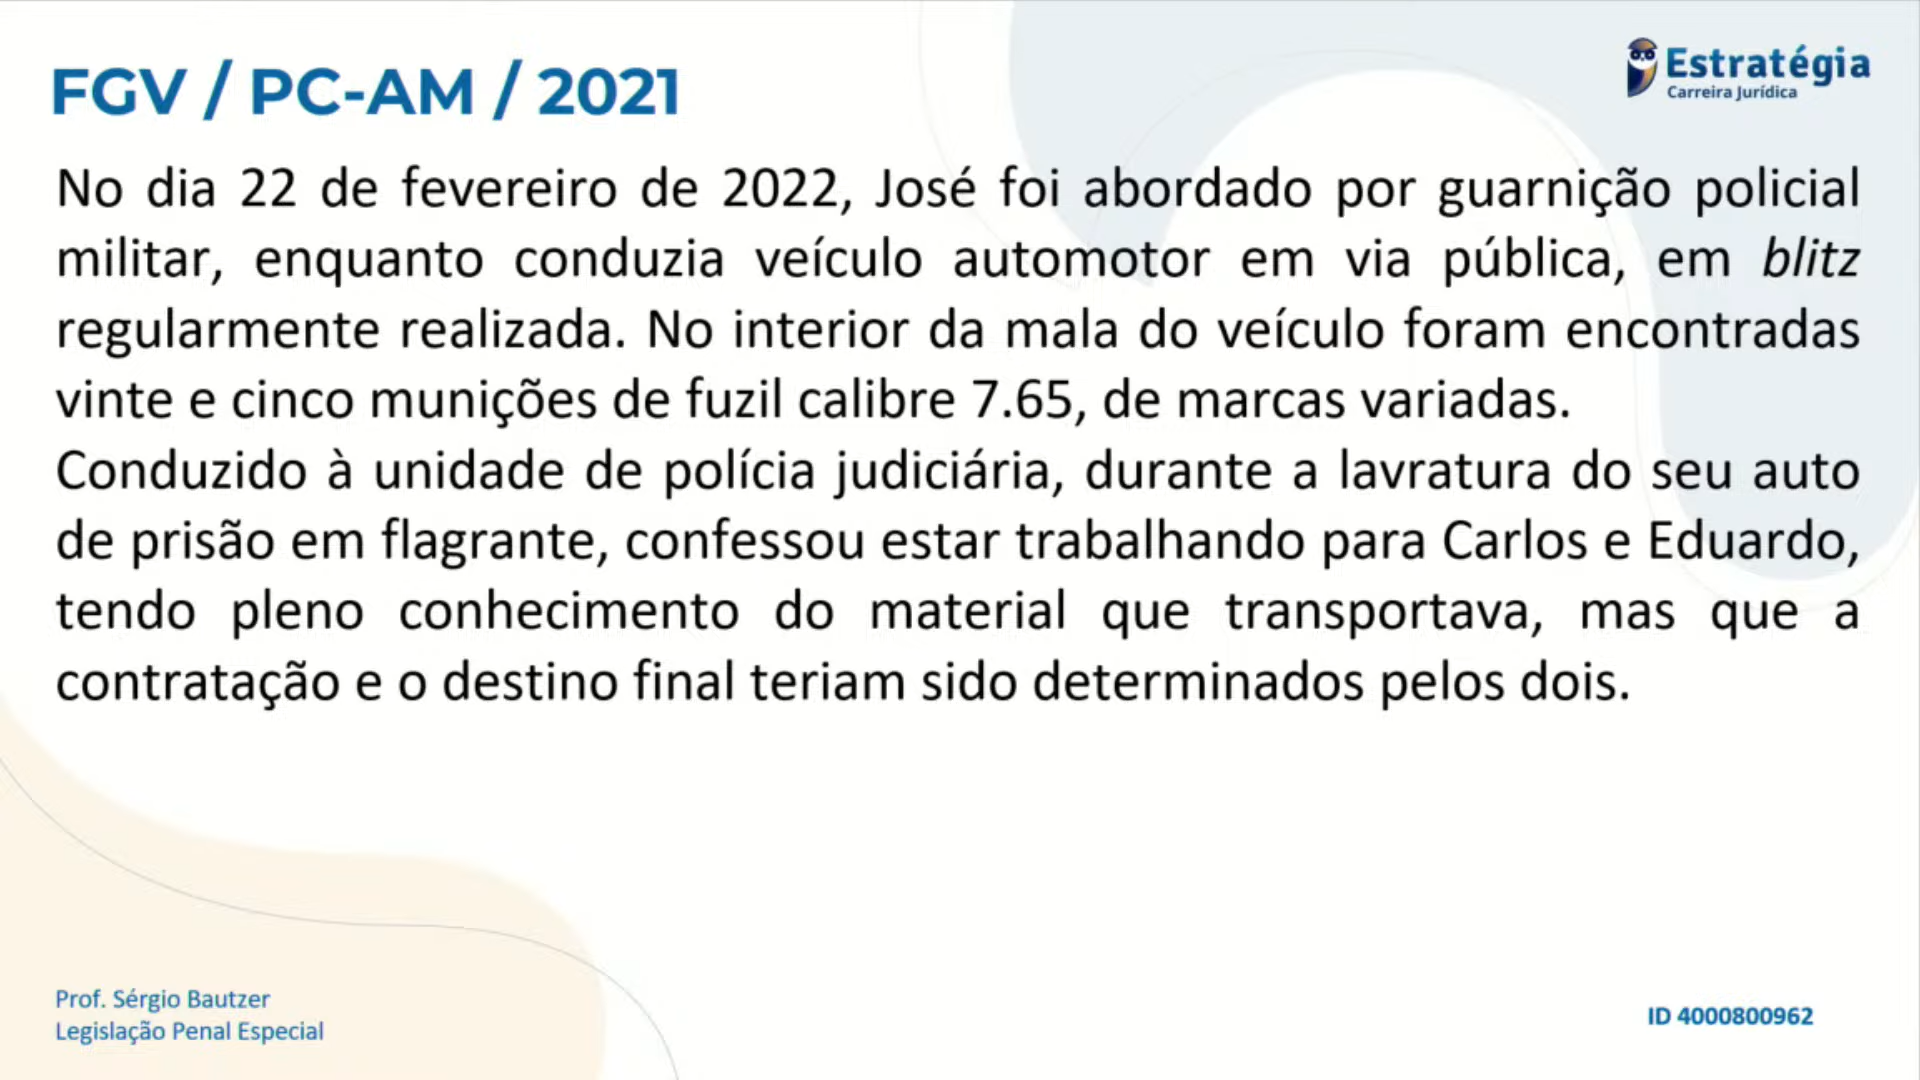 FGV / PC-AM / 2021
Estratégia
Carreira Jurídica
No dia 22 de fevereiro de 2022, José foi abordado por guarnição policial
militar, enquanto conduzia veículo automotor em via pública, em blitz
regularmente realizada. No interior da mala do veículo foram encontradas
vinte e cinco munições de fuzil calibre 7.65, de marcas variadas.
Conduzido à unidade de polícia judiciária, durante a lavratura do seu auto
de prisão em flagrante, confessou estar trabalhando para Carlos e Eduardo,
tendo pleno conhecimento do material que transportava, mas que a
contratação e o destino final teriam sido determinados pelos dois.
Prof. Sérgio Bautzer
Legislação Penal Especial
ID 4000800962